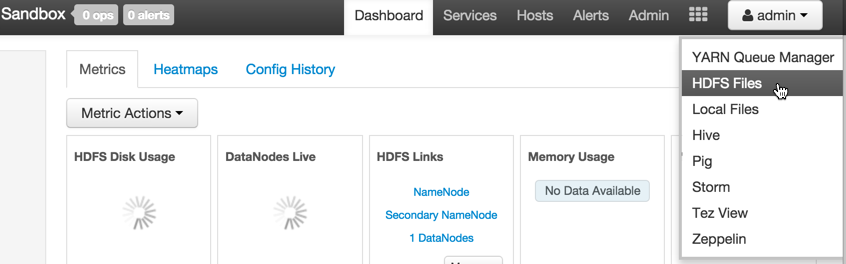 Sandbox 0 ops 0 alerts Dashboard Services Hosts Alerts Admin admin
YARN Queue Manager
HDFS Files
Local Files
Hive
Pig
Storm
Tez View
Zeppelin
Metrics Heatmaps Config History
Metric Actions
HDFS Disk Usage DataNodes Live HDFS Links Memory Usage
NameNode
Secondary NameNode
1 DataNodes
No Data Available